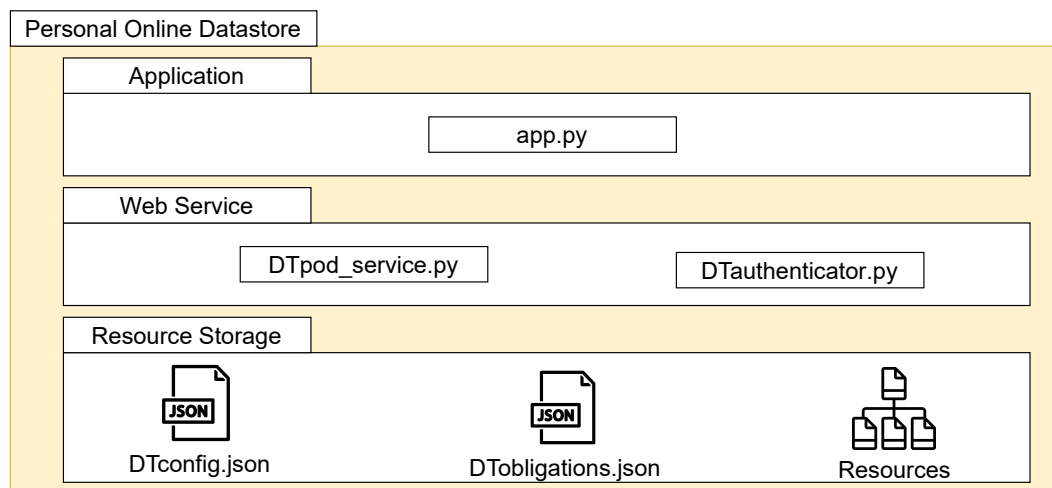 Personal Online Datastore
Application
app.py
Web Service
DTpod_service.py
DTauthenticator.py
Resource Storage
JSON
JSON
DTconfig.json
DTobligations.json
Resources